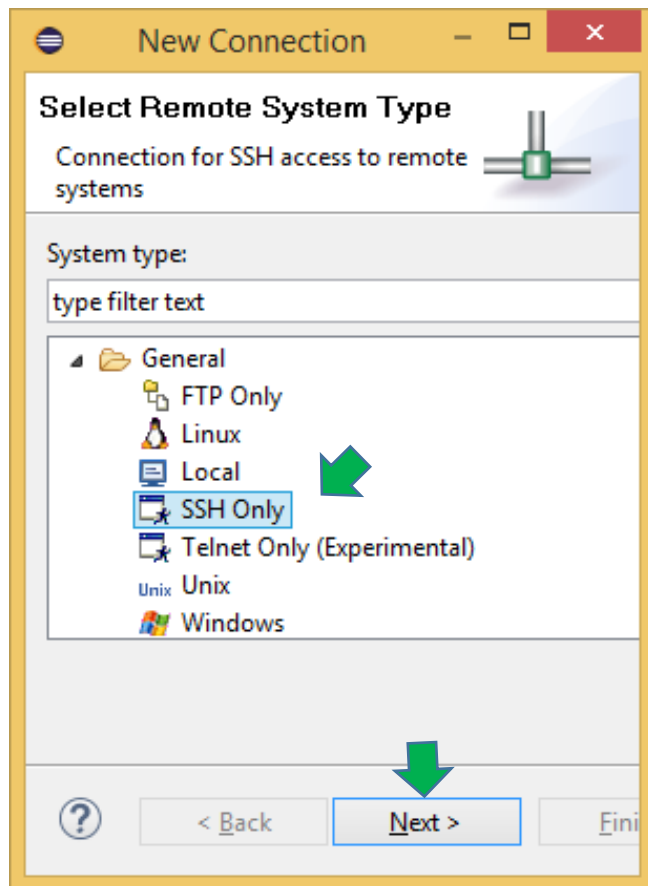 New Connection
Select Remote System Type
Connection for SSH access to remote
systems
System type:
type filter text
General
FTP Only
Linux
Local
SSH Only
Telnet Only (Experimental)
Unix Unix
Windows
? < Back Next > Fini